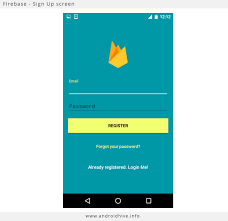 Firebase - Sign Up screen
12:12
Email
Password
REGISTER
Forgot your password?
Already registered. Login Me!
www.androidhive.info